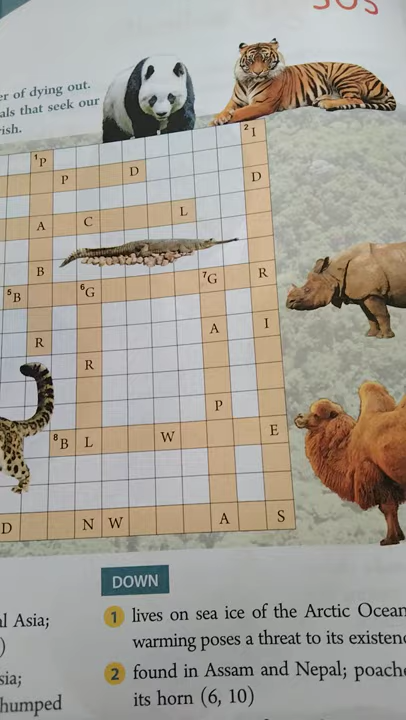 SOS
er of dying out.
als that seek our
ish.
1 P 2 I
P D
D
A C L
B
5 B 6 G 7 G R
A I
R
R
P
8 B L W E
D N W A S
DOWN
al Asia; 1 lives on sea ice of the Arctic Ocean
) warming poses a threat to its existen
sia; 2 found in Assam and Nepal; poache
humped its horn (6, 10)